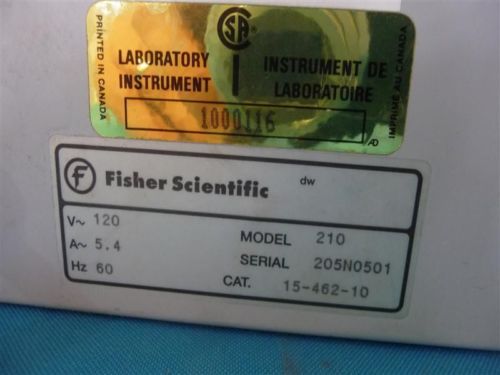 PRINTED IN CANADA
SA
LABORATORY INSTRUMENT
INSTRUMENT DE LABORATOIRE
1000116
IMPRIMÉ AU CANADA
f Fisher Scientific
dw
V~ 120
A~ 5.4
Hz 60
MODEL 210
SERIAL 205N0501
CAT. 15-462-10